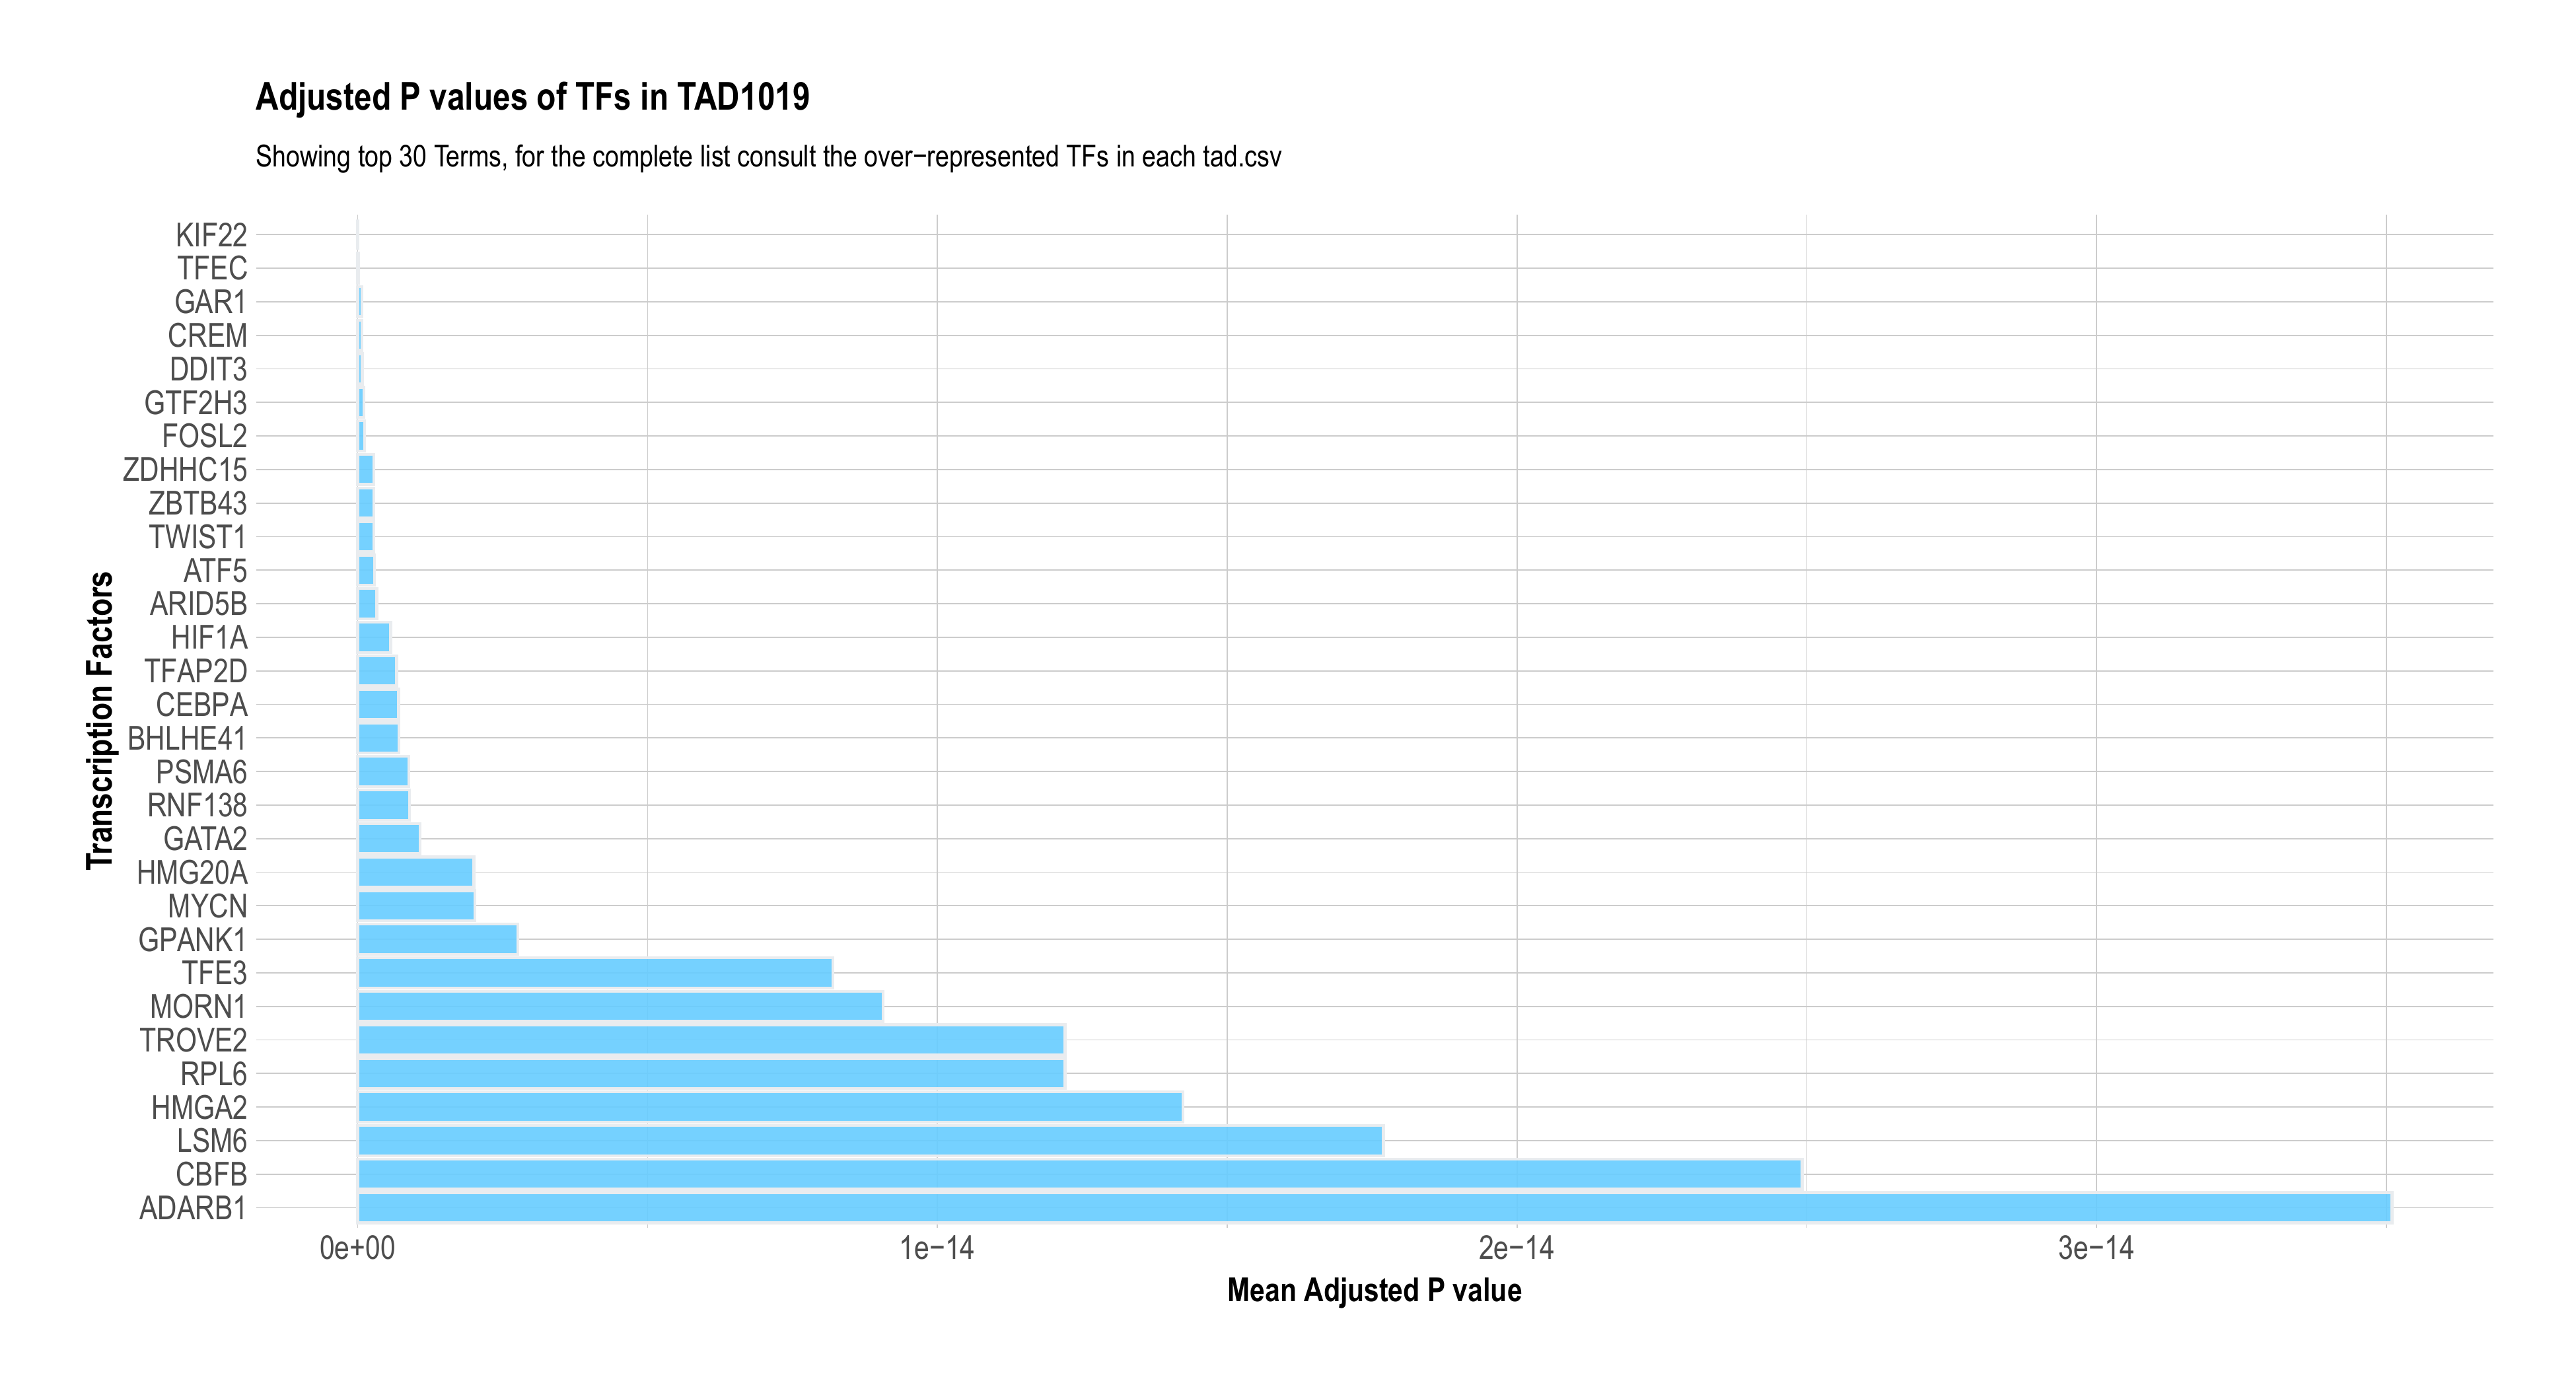 Adjusted P values of TFs in TAD1019
Showing top 30 Terms, for the complete list consult the over−represented TFs in each tad.csv
Transcription Factors
KIF22
TFEC
GAR1
CREM
DDIT3
GTF2H3
FOSL2
ZDHHC15
ZBTB43
TWIST1
ATF5
ARID5B
HIF1A
TFAP2D
CEBPA
BHLHE41
PSMA6
RNF138
GATA2
HMG20A
MYCN
GPANK1
TFE3
MORN1
TROVE2
RPL6
HMGA2
LSM6
CBFB
ADARB1
0e+00 1e−14 2e−14 3e−14
Mean Adjusted P value